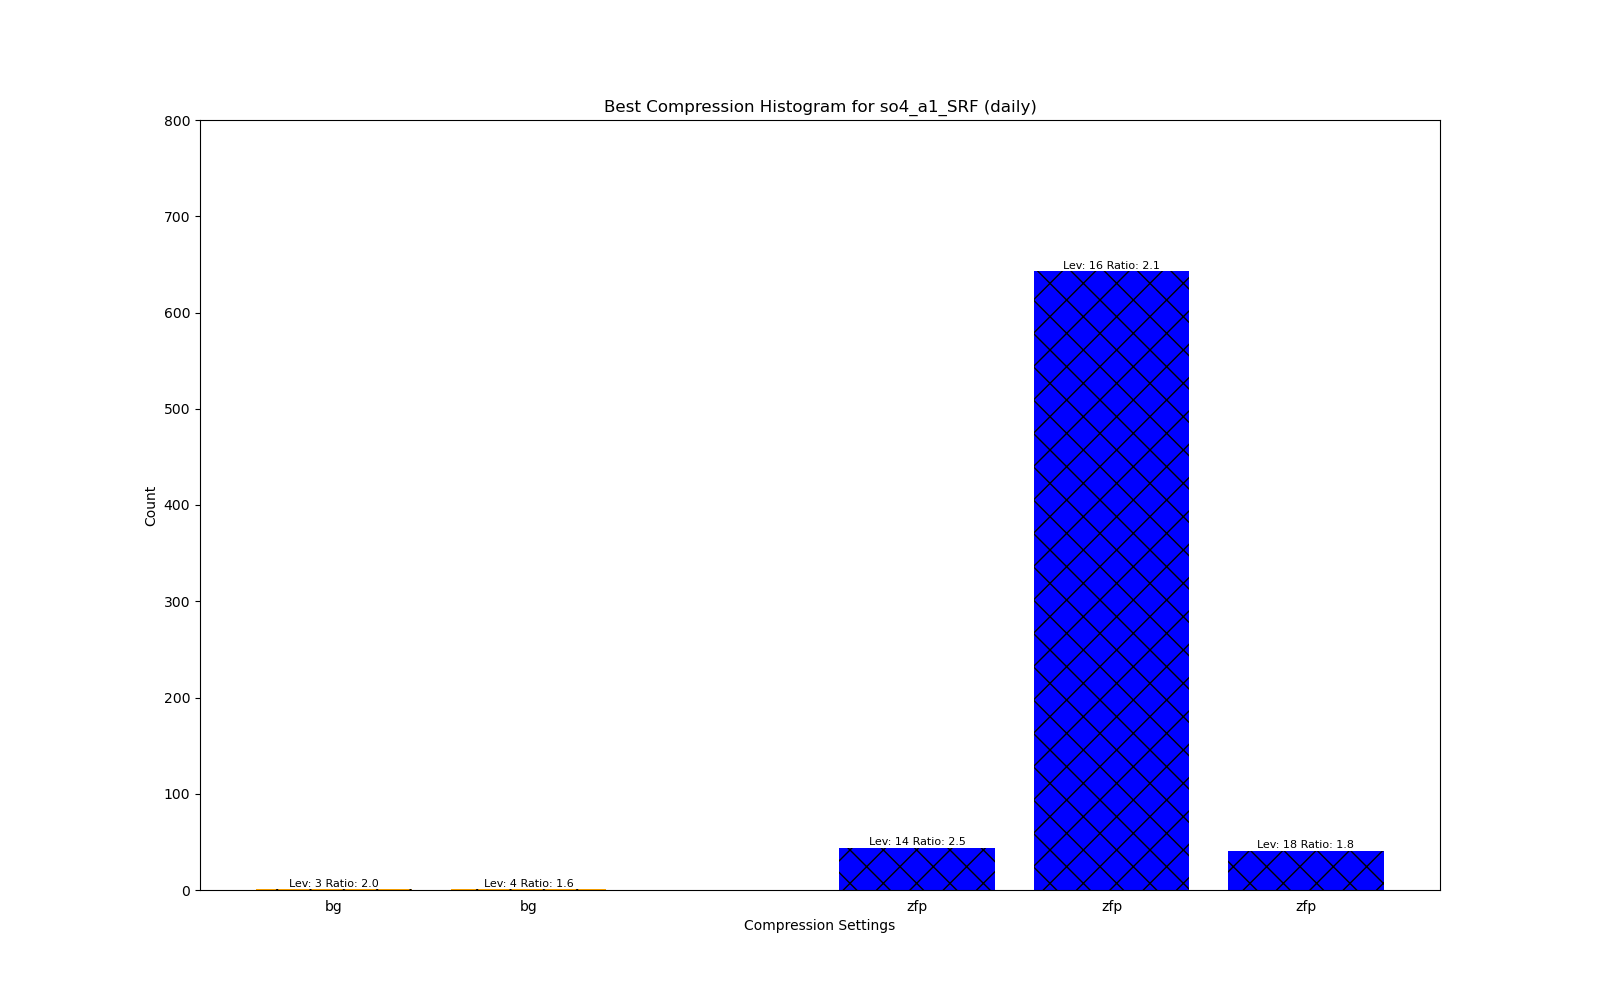 Best Compression Histogram for so4_a1_SRF (daily)
800
700
600
500
400
300
200
100
0
Count
Lev: 3 Ratio: 2.0
Lev: 4 Ratio: 1.6
Lev: 14 Ratio: 2.5
Lev: 16 Ratio: 2.1
Lev: 18 Ratio: 1.8
bg bg zfp zfp zfp
Compression Settings